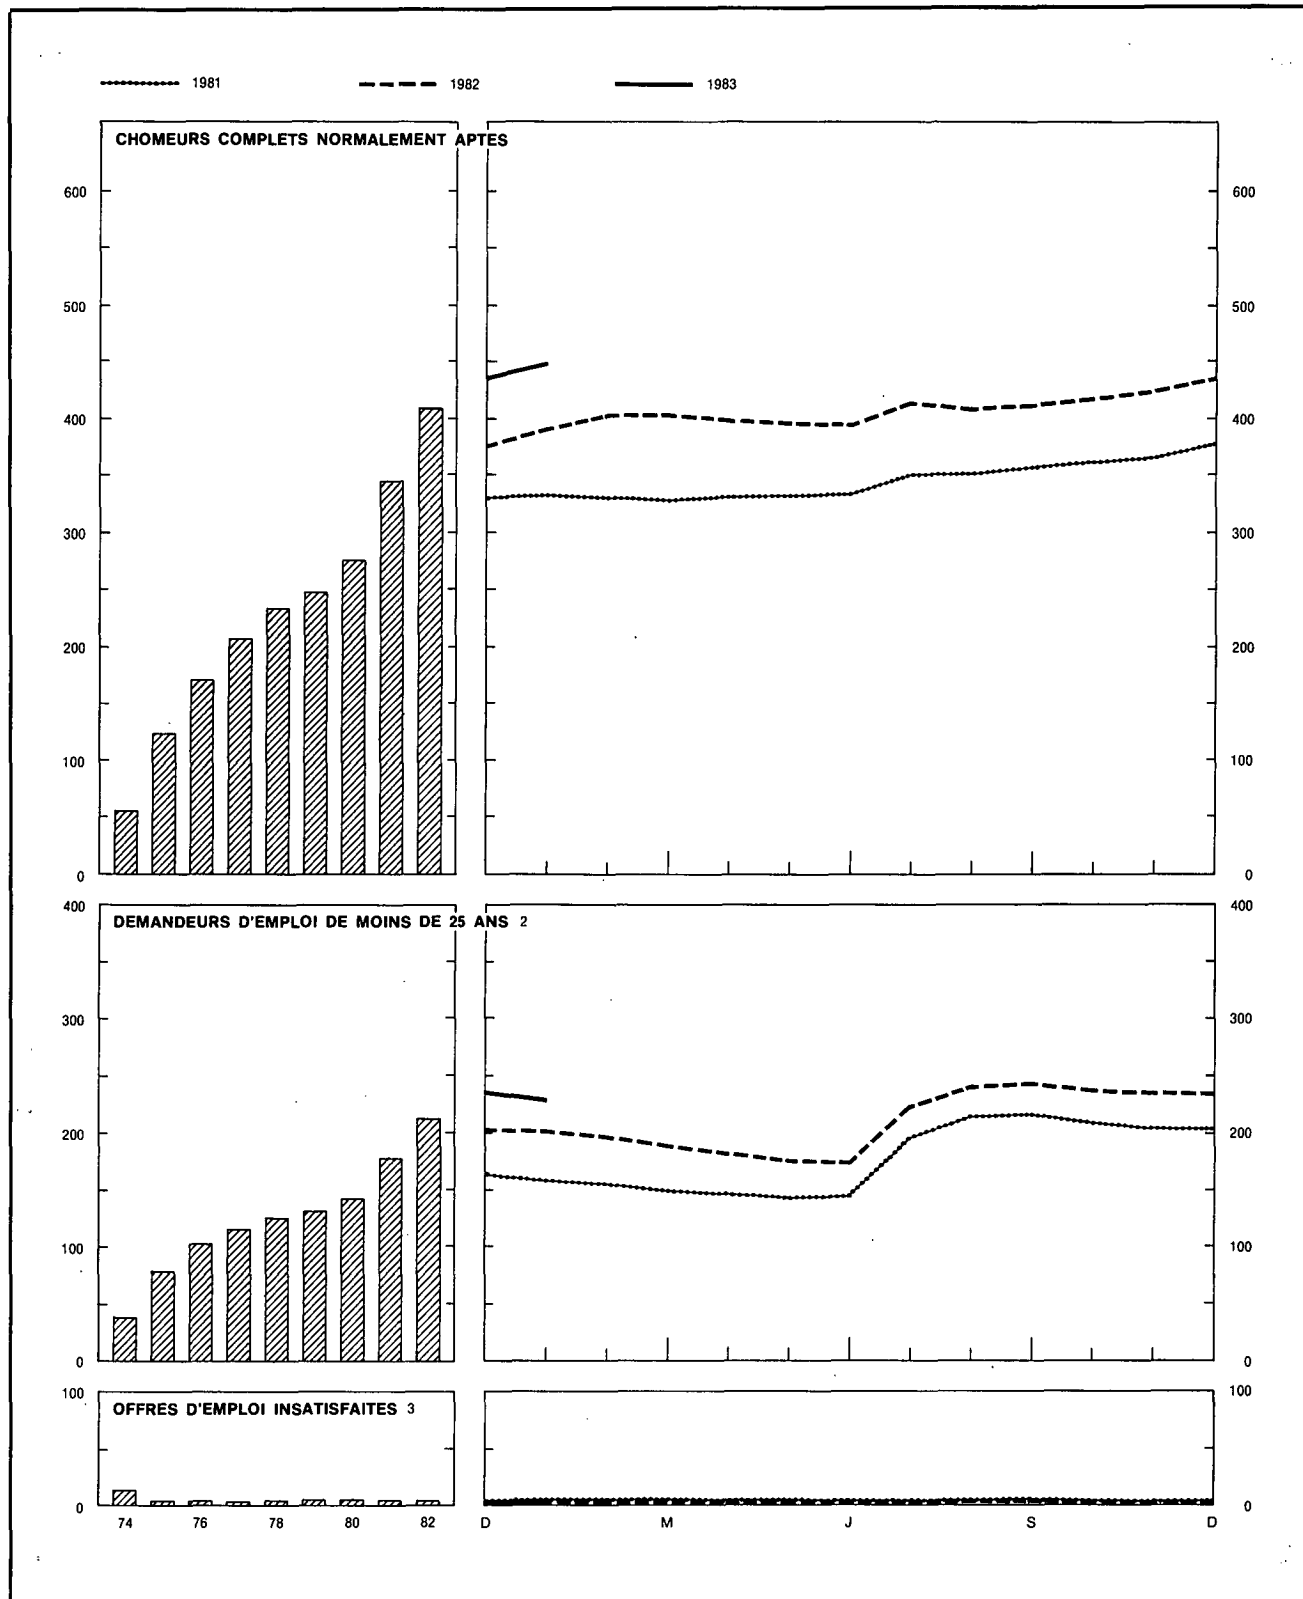 1981 1982 1983
CHOMEURS COMPLETS NORMALEMENT APTES
600 600
500 500
400 400
300 300
200 200
100 100
0 0
400 400
DEMANDEURS D'EMPLOI DE MOINS DE 25 ANS 2
300 300
200 200
100 100
0 0
100 100
OFFRES D'EMPLOI INSATISFAITES 3
0 0
74 76 78 80 82 D M J S D